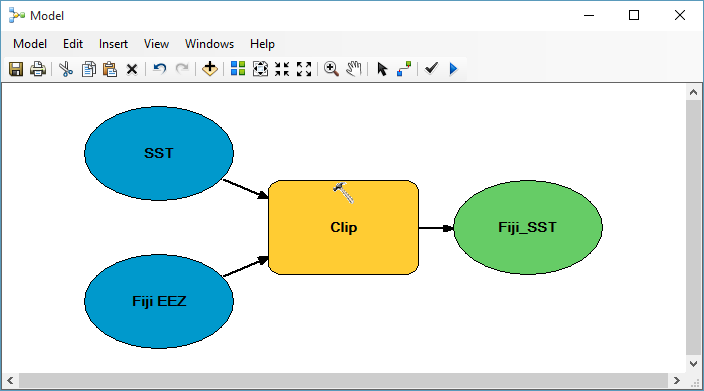 Model
Model Edit Insert View Windows Help
SST
Clip
Fiji_SST
Fiji EEZ